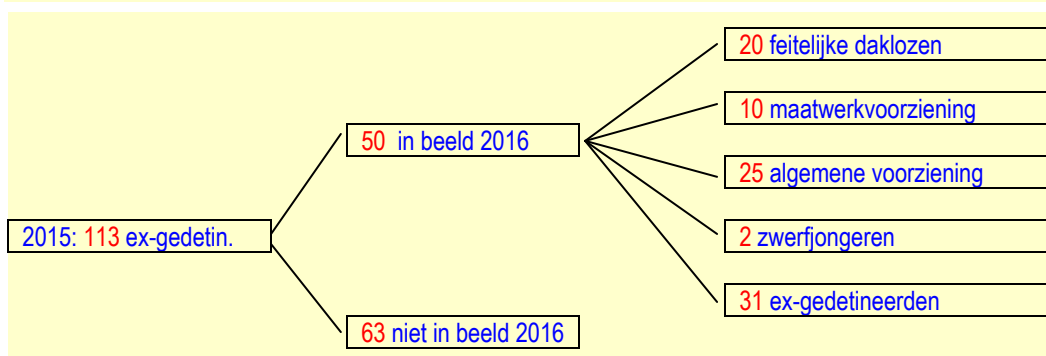 20 feitelijke daklozen
10 maatwerkvoorziening
50 in beeld 2016
25 algemene voorziening
2015: 113 ex-gedetin.
2 zwerfjongeren
31 ex-gedetineerden
63 niet in beeld 2016